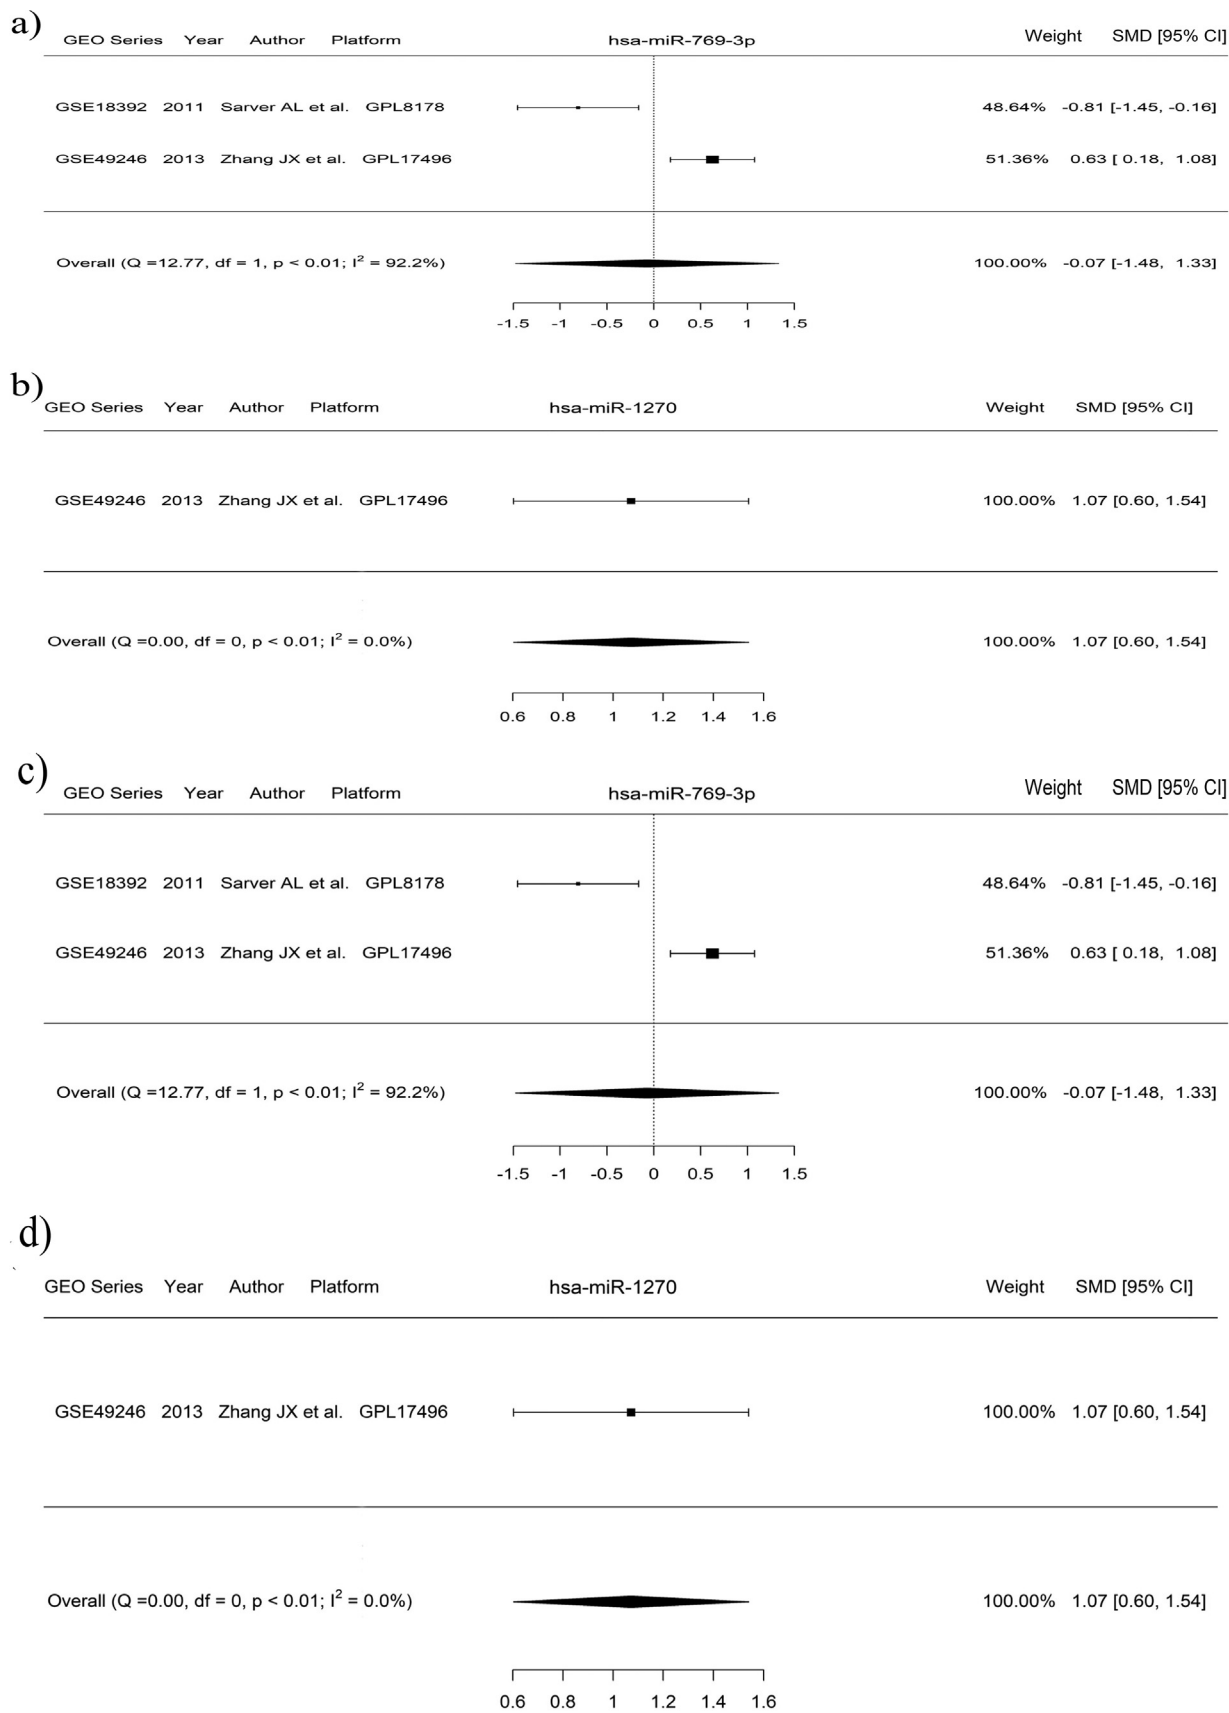 a)
GEO Series Year Author Platform hsa-miR-769-3p Weight SMD [95% CI]
GSE18392 2011 Sarver AL et al. GPL8178 48.64% -0.81 [-1.45, -0.16]
GSE49246 2013 Zhang JX et al. GPL17496 51.36% 0.63 [ 0.18, 1.08]
Overall (Q =12.77, df = 1, p < 0.01; I² = 92.2%) 100.00% -0.07 [-1.48, 1.33]
-1.5 -1 -0.5 0 0.5 1 1.5
b)
GEO Series Year Author Platform hsa-miR-1270 Weight SMD [95% CI]
GSE49246 2013 Zhang JX et al. GPL17496 100.00% 1.07 [0.60, 1.54]
Overall (Q =0.00, df = 0, p < 0.01; I² = 0.0%) 100.00% 1.07 [0.60, 1.54]
0.6 0.8 1 1.2 1.4 1.6
c)
GEO Series Year Author Platform hsa-miR-769-3p Weight SMD [95% CI]
GSE18392 2011 Sarver AL et al. GPL8178 48.64% -0.81 [-1.45, -0.16]
GSE49246 2013 Zhang JX et al. GPL17496 51.36% 0.63 [ 0.18, 1.08]
Overall (Q =12.77, df = 1, p < 0.01; I² = 92.2%) 100.00% -0.07 [-1.48, 1.33]
-1.5 -1 -0.5 0 0.5 1 1.5
d)
GEO Series Year Author Platform hsa-miR-1270 Weight SMD [95% CI]
GSE49246 2013 Zhang JX et al. GPL17496 100.00% 1.07 [0.60, 1.54]
Overall (Q =0.00, df = 0, p < 0.01; I² = 0.0%) 100.00% 1.07 [0.60, 1.54]
0.6 0.8 1 1.2 1.4 1.6